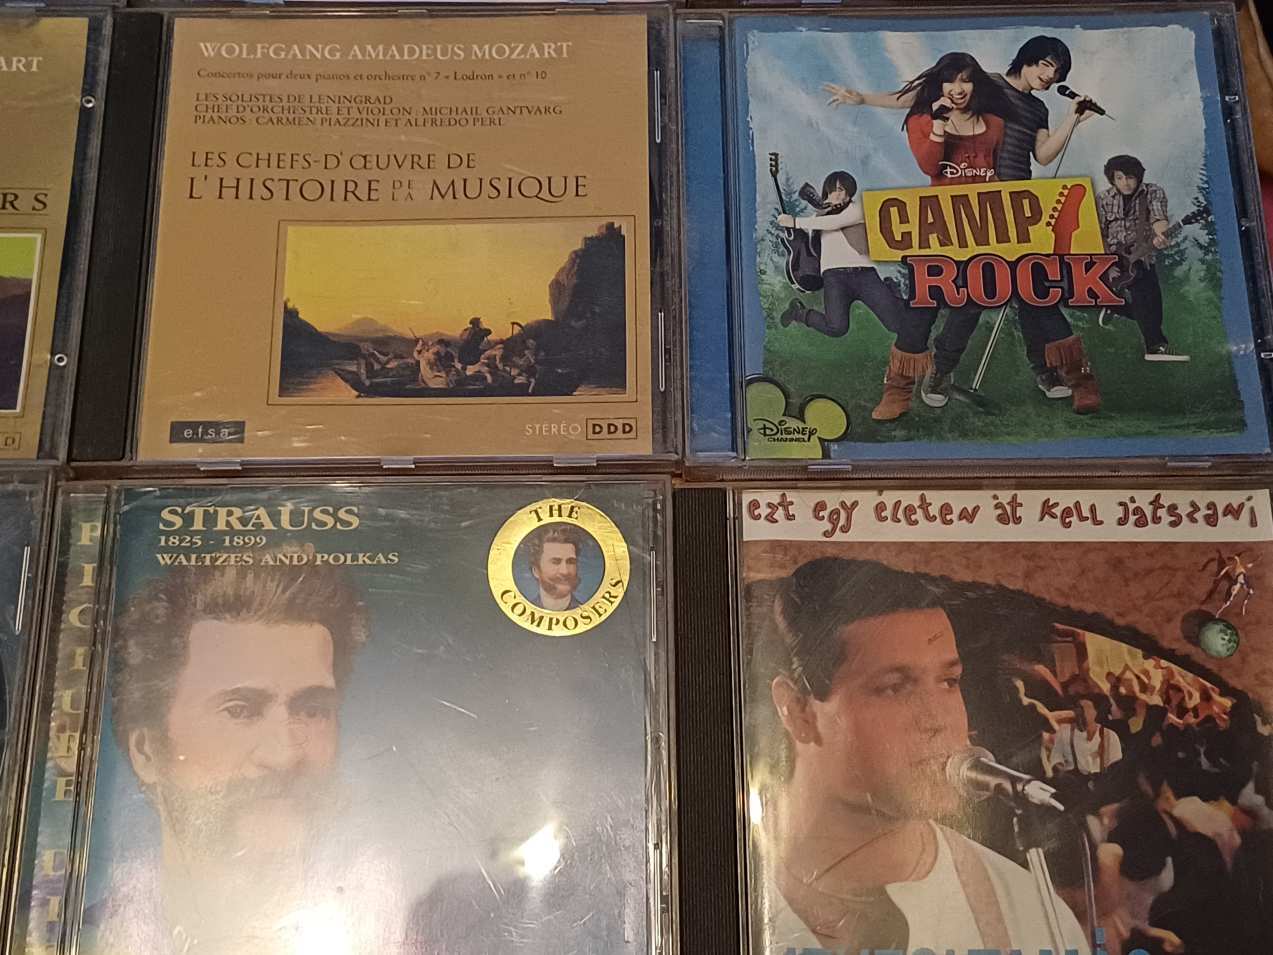 ART
RS
D
WOLFGANG AMADEUS MOZART
Concertos pour deux pianos et orchestre n° 7 « Lodron » et n° 10
LES SOLISTES DE LENINGRAD
CHEF D'ORCHESTRE ET VIOLON : MICHAIL GANTVARG
PIANOS : CARMEN PIAZZINI ET ALFREDO PERL
LES CHEFS-D'ŒUVRE DE
L'HISTOIRE DE LA MUSIQUE
e.f.s.a.
STÉRÉO DDD
DISNEY
CAMP
ROCK
DISNEY
CHANNEL
PICTURE DI
STRAUSS
1825 - 1899
WALTZES AND POLKAS
THE
COMPOSERS
ezt egy életen át kell játszani